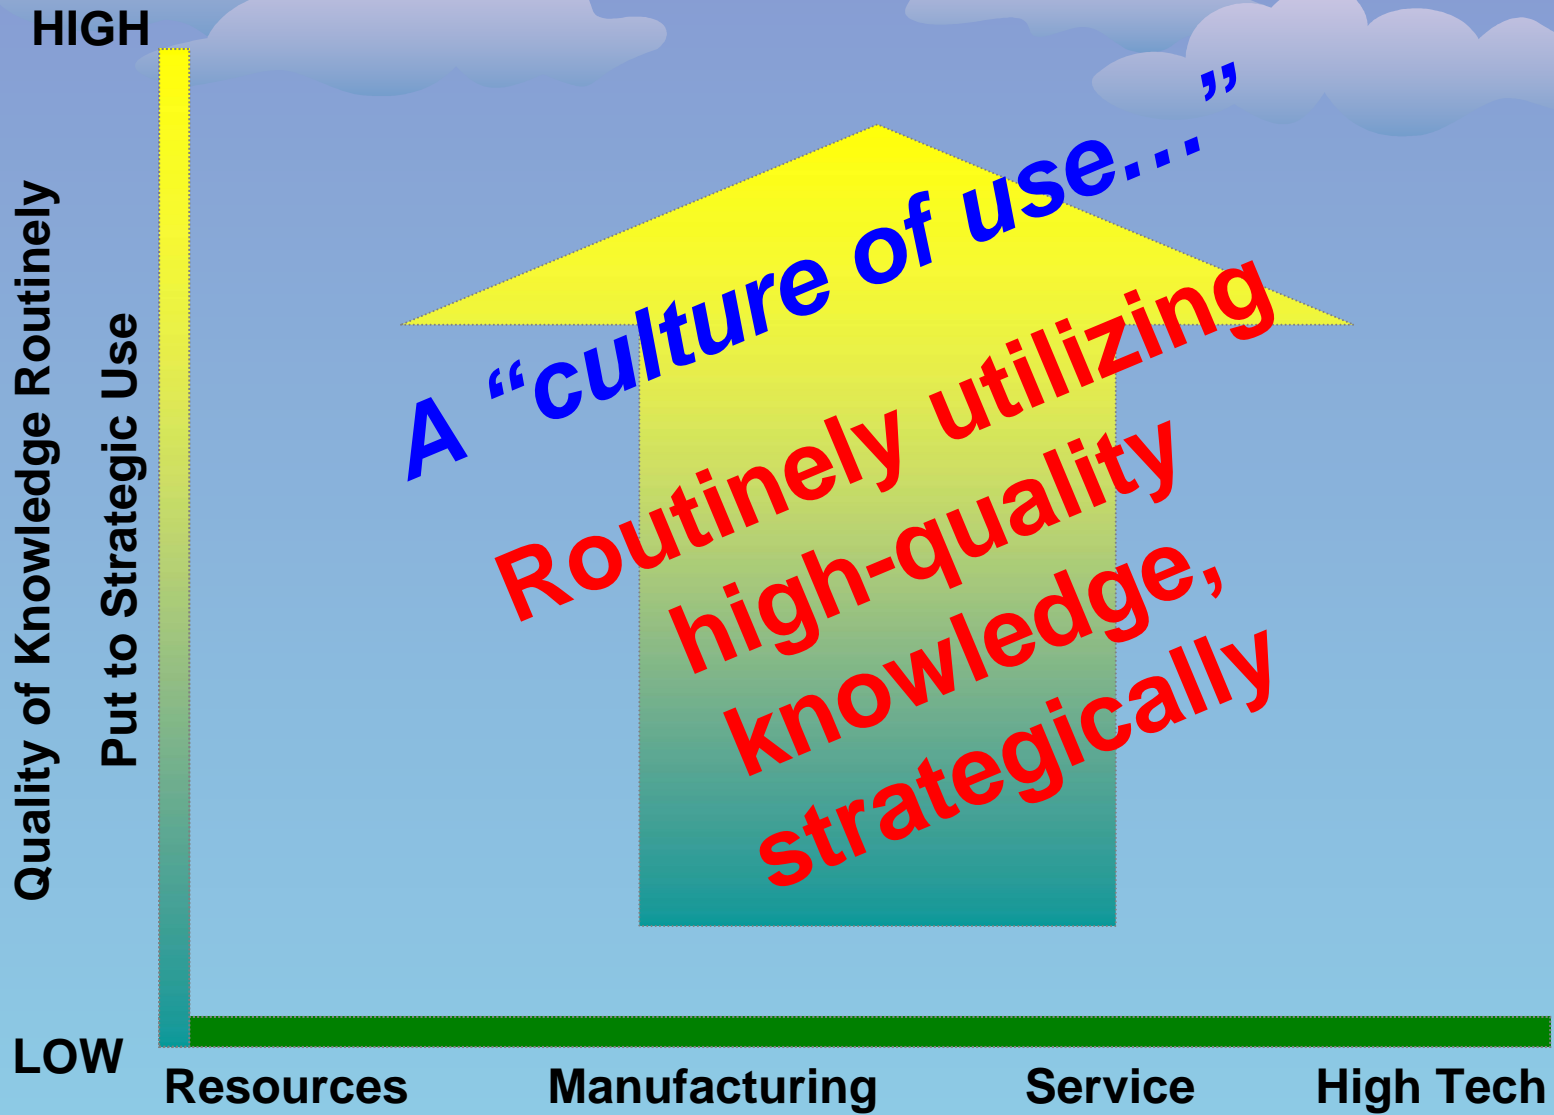 HIGH
Quality of Knowledge Routinely
Put to Strategic Use
A “culture of use…”
Routinely utilizing
high-quality
knowledge,
strategically
LOW
Resources Manufacturing Service High Tech